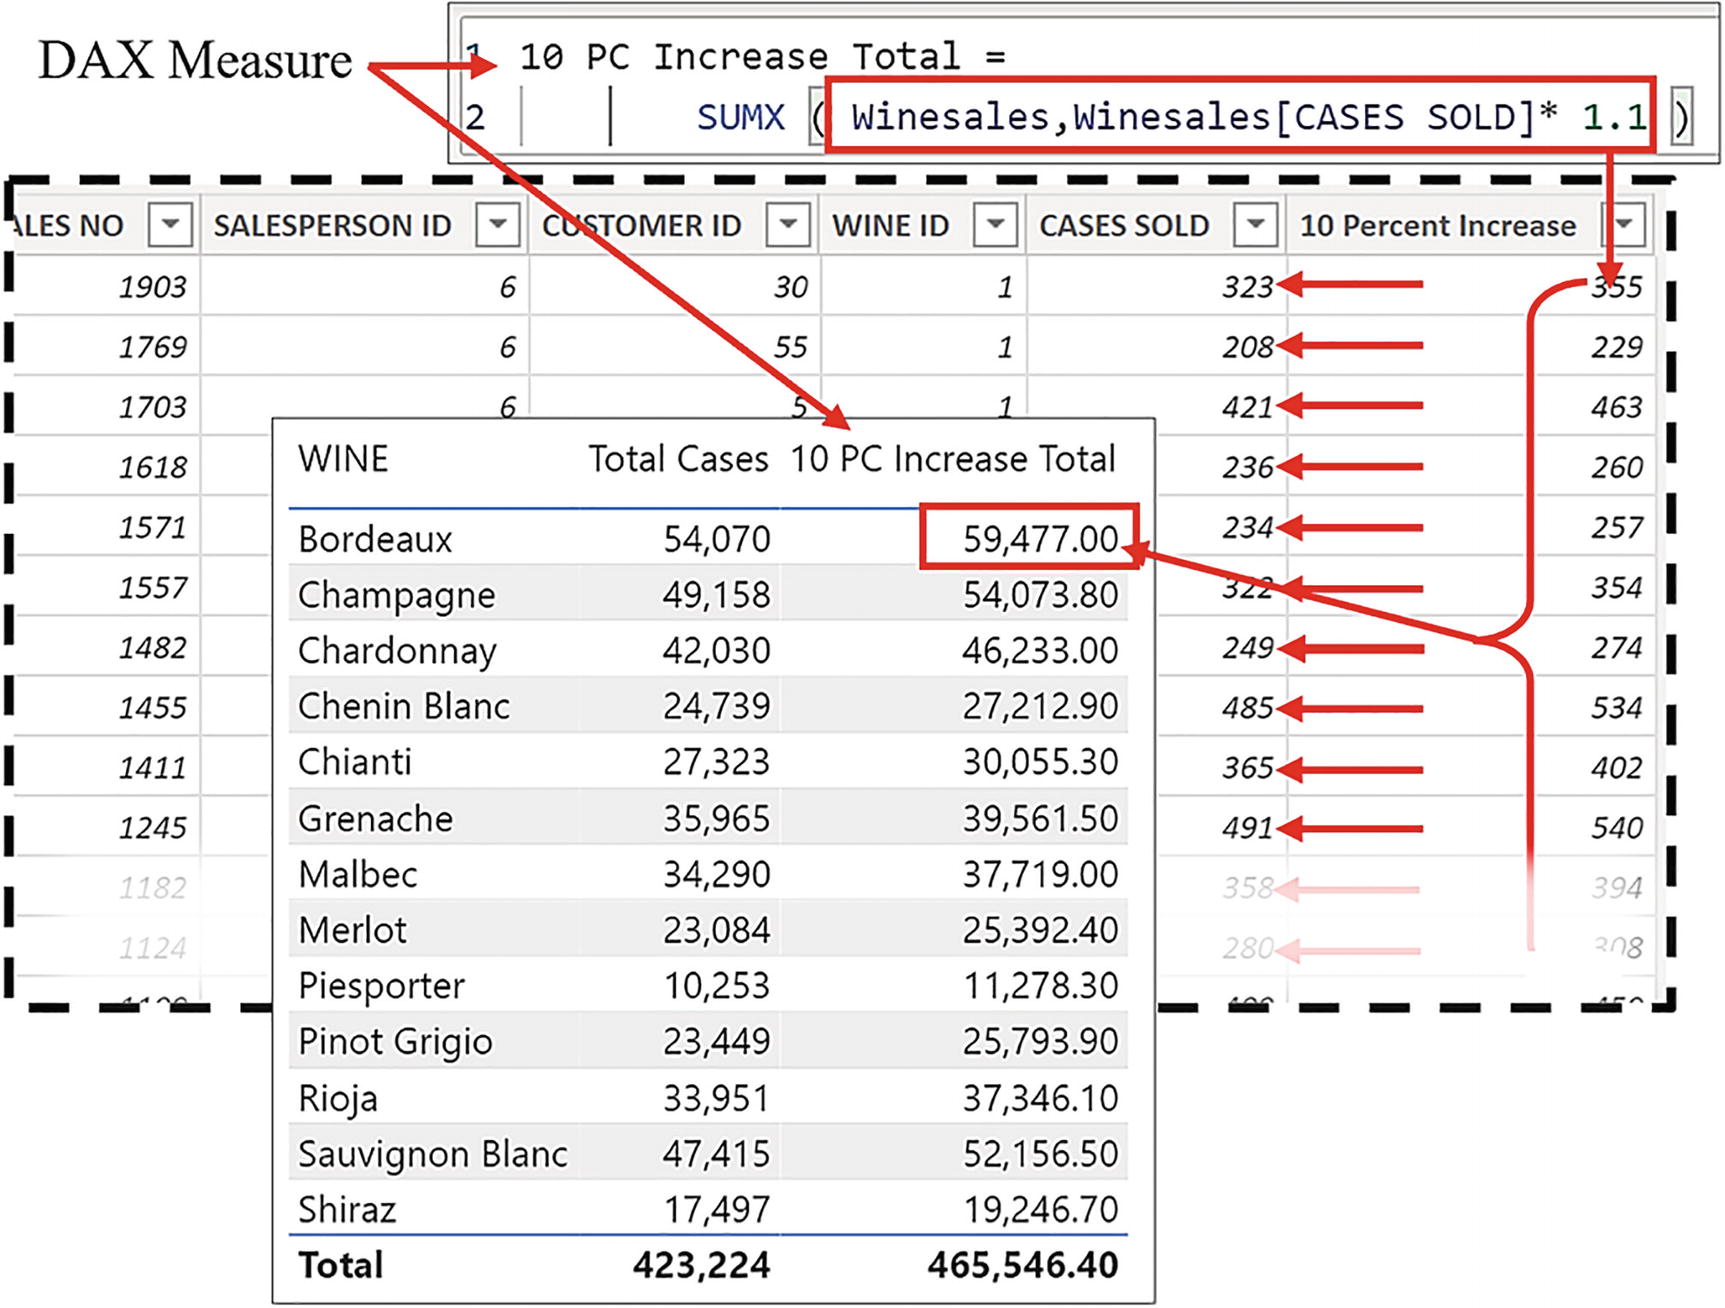 DAX Measure
1 10 PC Increase Total =
2 SUMX ( Winesales,Winesales[CASES SOLD]* 1.1 )
ALES NO SALESPERSON ID CUSTOMER ID WINE ID CASES SOLD 10 Percent Increase
1903 6 30 1 323 355
1769 6 55 1 208 229
1703 6 5 1 421 463
1618 236 260
1571 234 257
1557 322 354
1482 249 274
1455 485 534
1411 365 402
1245 491 540
1182 358 394
1124 280 308
WINE Total Cases 10 PC Increase Total
Bordeaux 54,070 59,477.00
Champagne 49,158 54,073.80
Chardonnay 42,030 46,233.00
Chenin Blanc 24,739 27,212.90
Chianti 27,323 30,055.30
Grenache 35,965 39,561.50
Malbec 34,290 37,719.00
Merlot 23,084 25,392.40
Piesporter 10,253 11,278.30
Pinot Grigio 23,449 25,793.90
Rioja 33,951 37,346.10
Sauvignon Blanc 47,415 52,156.50
Shiraz 17,497 19,246.70
Total 423,224 465,546.40